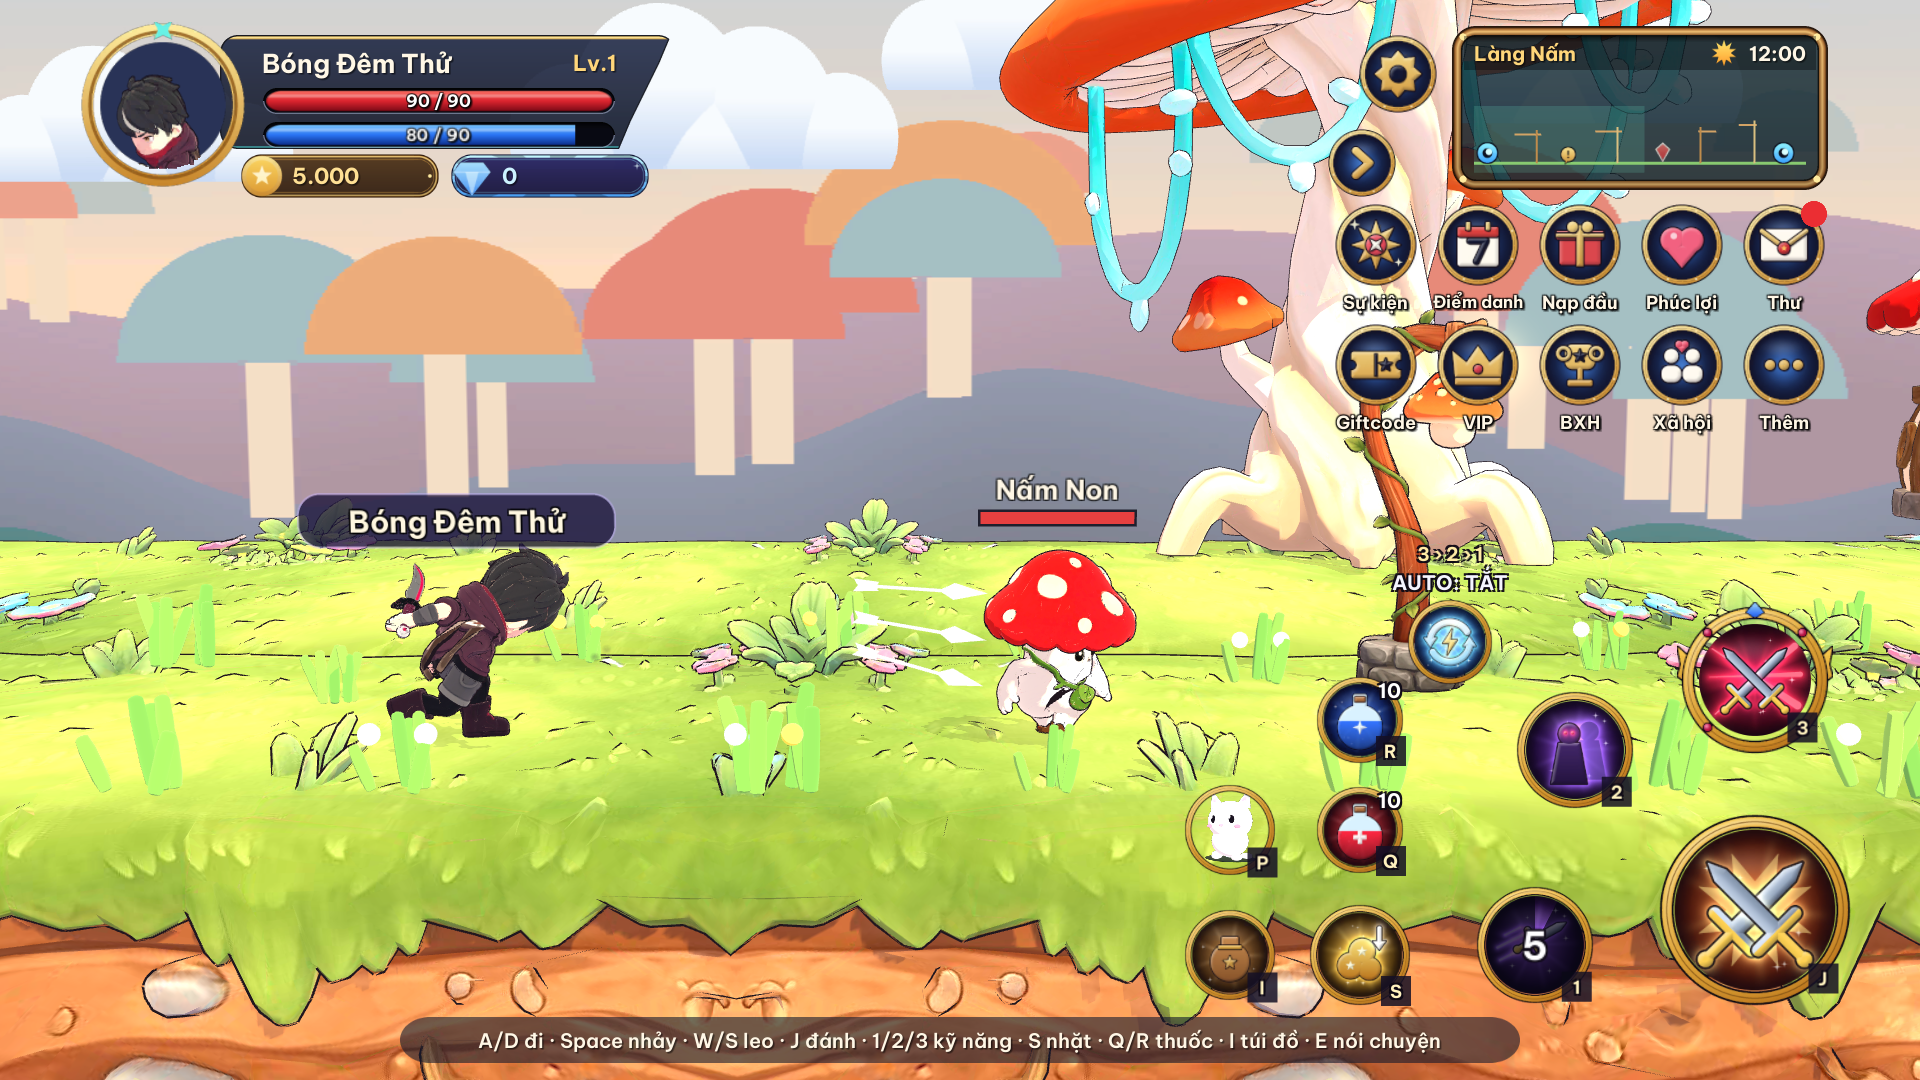 Bóng Đêm Thử
Lv.1
90 / 90
80 / 90
5.000
0
Làng Nấm
12:00
Sự kiện
Điểm danh
Nạp đầu
Phúc lợi
Thư
7
Giftcode
VIP
BXH
Xã hội
Thêm
Nấm Non
Bóng Đêm Thử
3>2>1
AUTO: TẮT
3
10
R
2
10
Q
P
I
S
5
1
J
A/D đi · Space nhảy · W/S leo · J đánh · 1/2/3 kỹ năng · S nhặt · Q/R thuốc · I túi đồ · E nói chuyện